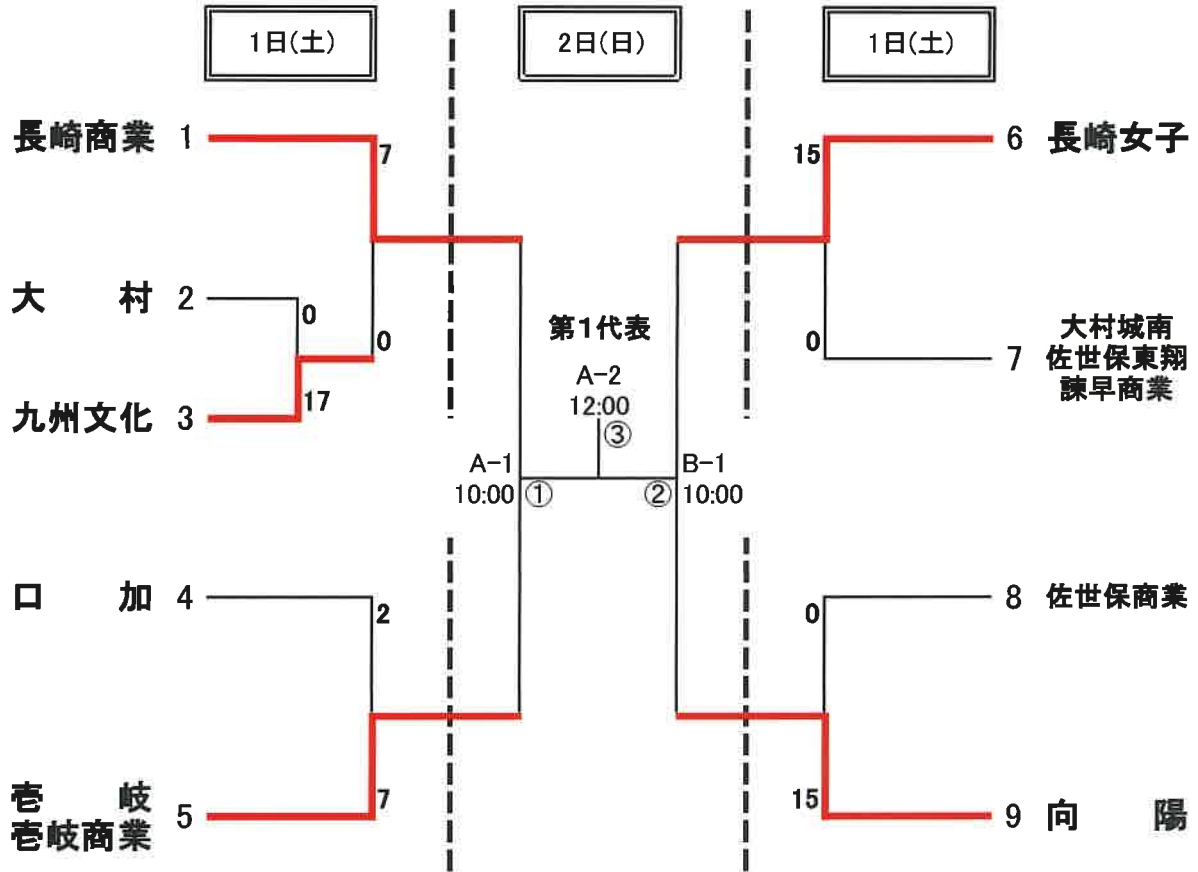 1日(土)
2日(日)
1日(土)
長崎商業 1
7
15
6 長崎女子
大村 2
0
0
九州文化 3
17
第1代表
A-2
12:00
③
0
7
大村城南
佐世保東翔
諫早商業
A-1
10:00 ①
B-1
② 10:00
口加 4
2
0
8 佐世保商業
壱岐
壱岐商業
5
7
15
9 向陽